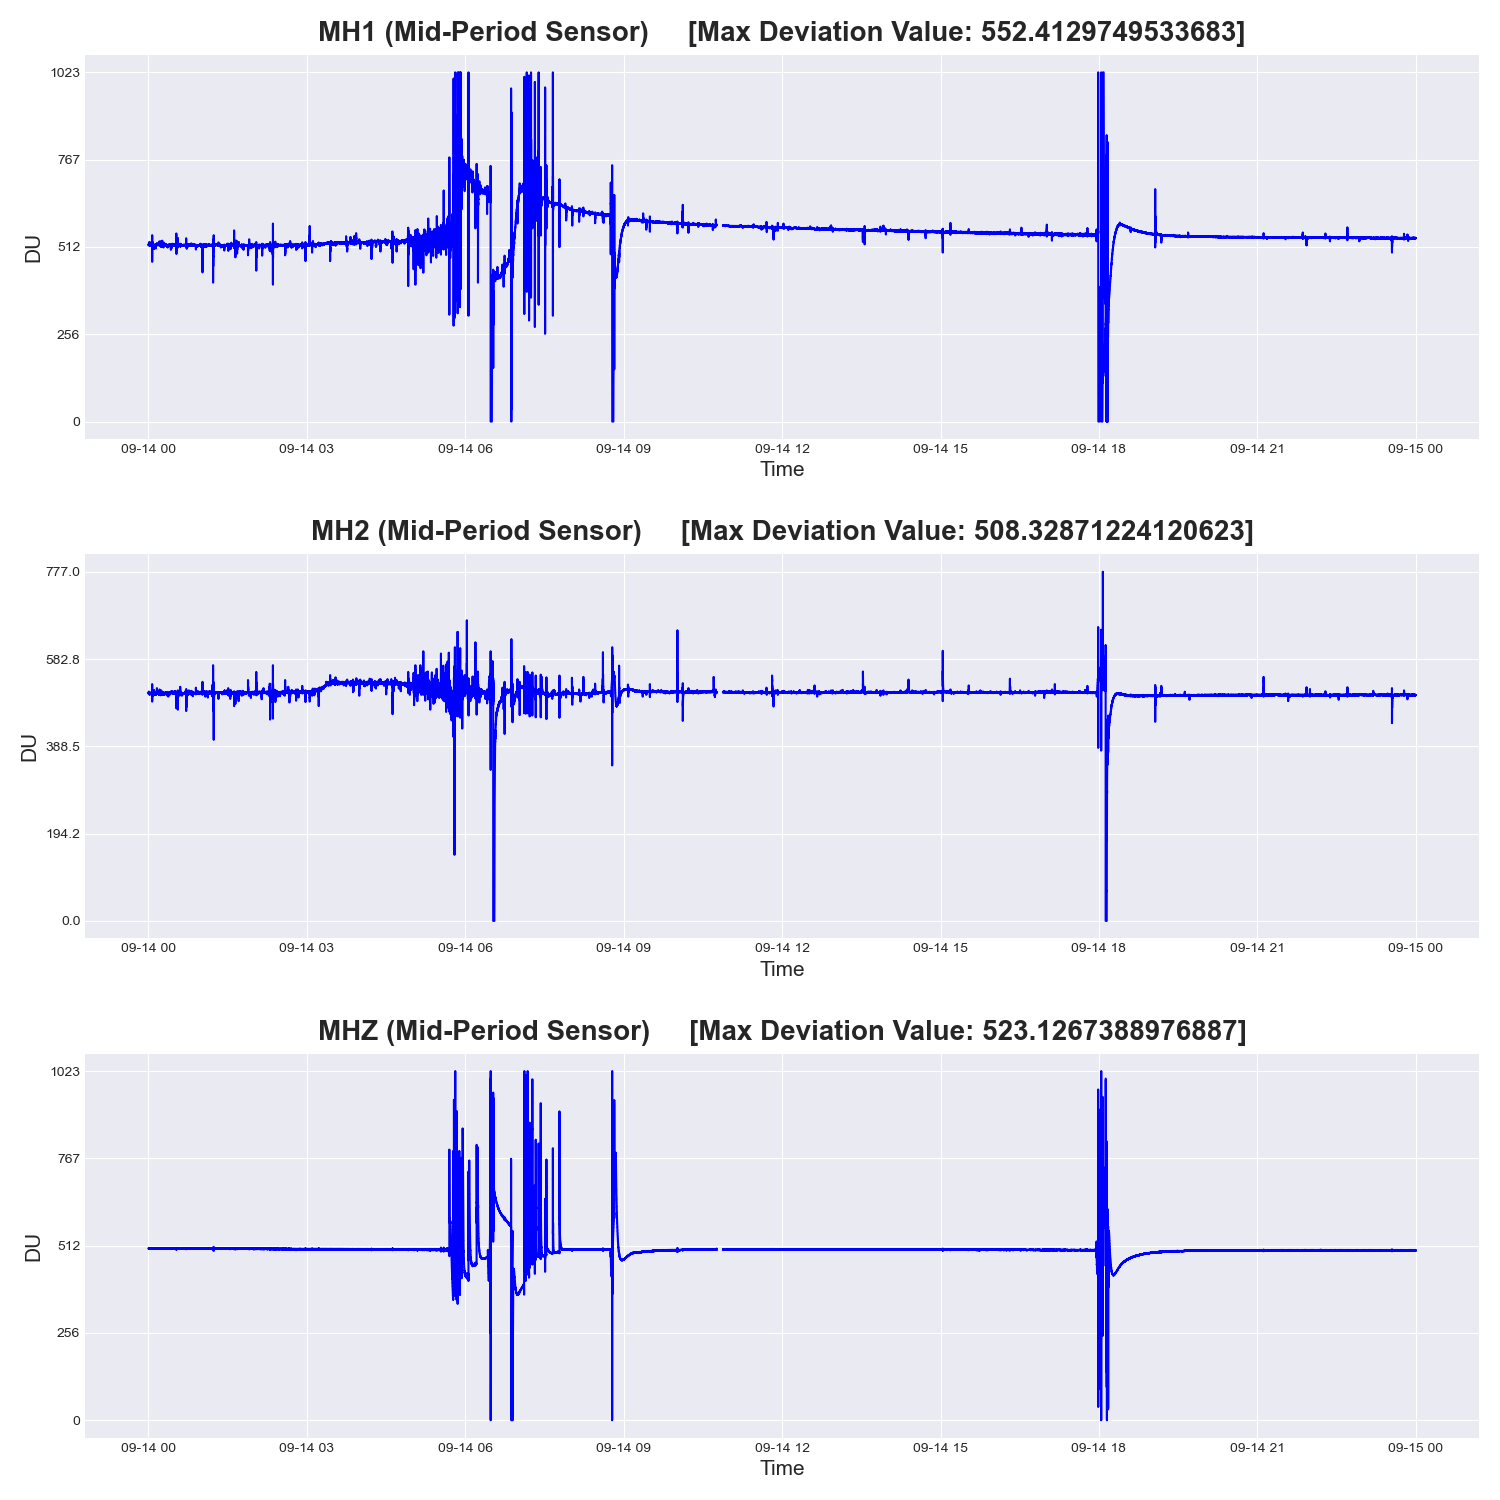 MH1 (Mid-Period Sensor) [Max Deviation Value: 552.4129749533683]
1023
767
512
256
0
DU
09-14 00 09-14 03 09-14 06 09-14 09 09-14 12 09-14 15 09-14 18 09-14 21 09-15 00
Time
MH2 (Mid-Period Sensor) [Max Deviation Value: 508.32871224120623]
777.0
582.8
388.5
194.2
0.0
DU
09-14 00 09-14 03 09-14 06 09-14 09 09-14 12 09-14 15 09-14 18 09-14 21 09-15 00
Time
MHZ (Mid-Period Sensor) [Max Deviation Value: 523.1267388976887]
1023
767
512
256
0
DU
09-14 00 09-14 03 09-14 06 09-14 09 09-14 12 09-14 15 09-14 18 09-14 21 09-15 00
Time